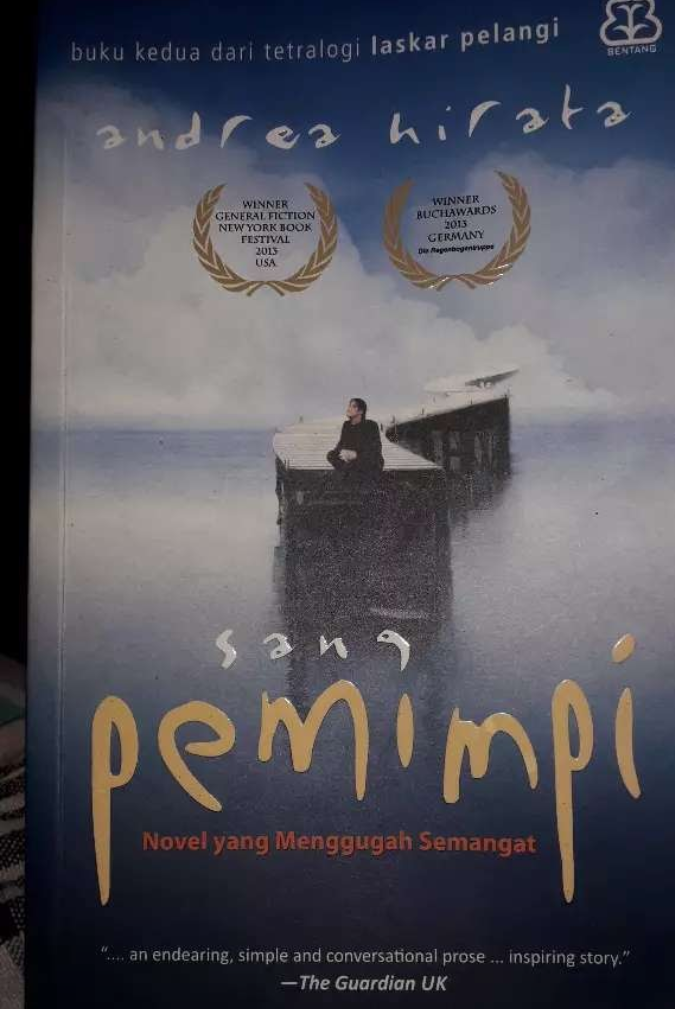 buku kedua dari tetralogi laskar pelangi
BENTANG
andrea hirata
WINNER
GENERAL FICTION
NEW YORK BOOK
FESTIVAL
2013
USA
WINNER
BUCHAWARDS
2013
GERMANY
Die Regenbogentruppe
sang
pemimpi
Novel yang Menggugah Semangat
“.... an endearing, simple and conversational prose ... inspiring story.”
—The Guardian UK